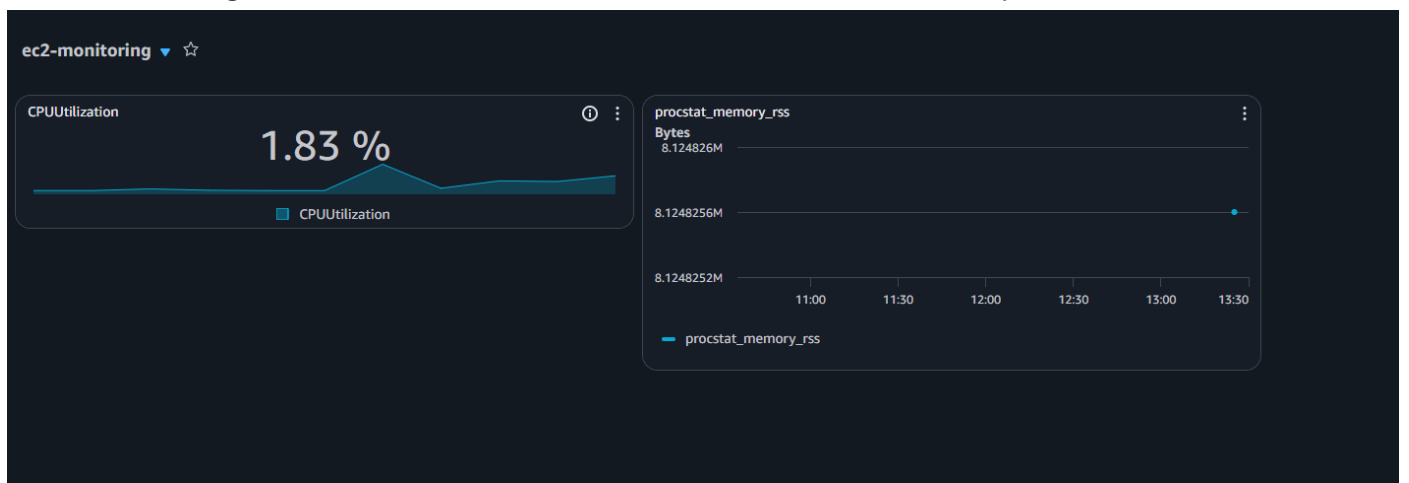 ec2-monitoring
CPUUtilization
1.83 %
CPUUtilization
procstat_memory_rss
Bytes
8.124826M
8.1248256M
8.1248252M
11:00 11:30 12:00 12:30 13:00 13:30
procstat_memory_rss